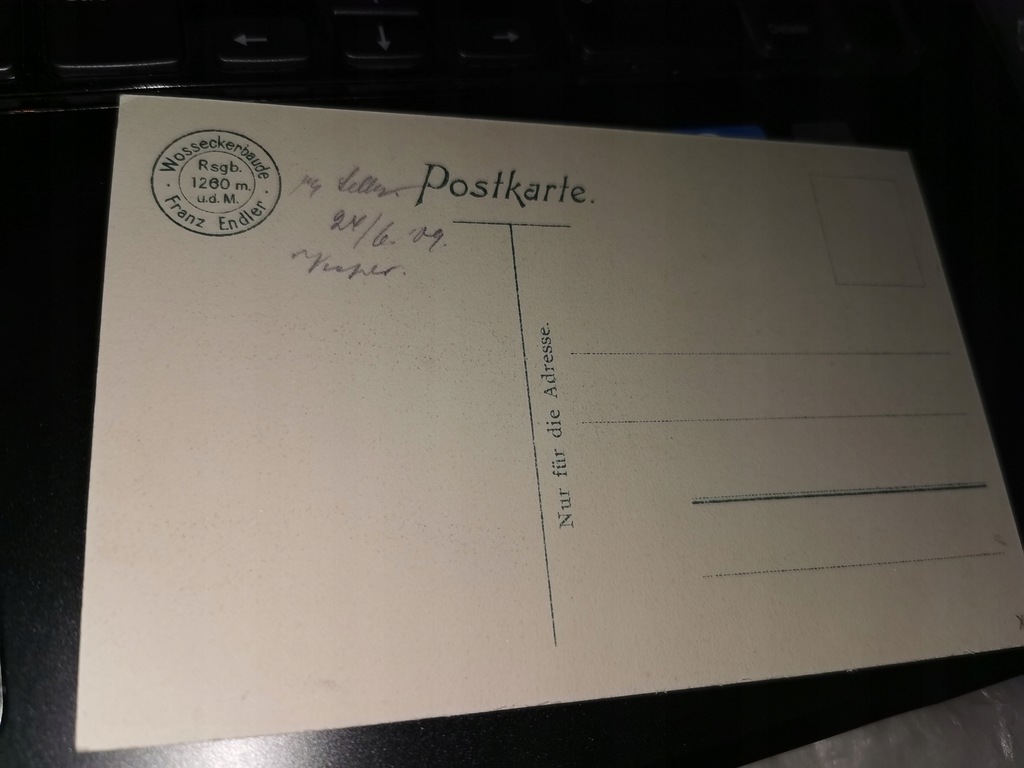 Wosseckerbaude
Rsgb.
1260 m.
u.d. M.
Franz Endler
Postkarte.
24/6. 09.
Nur für die Adresse.